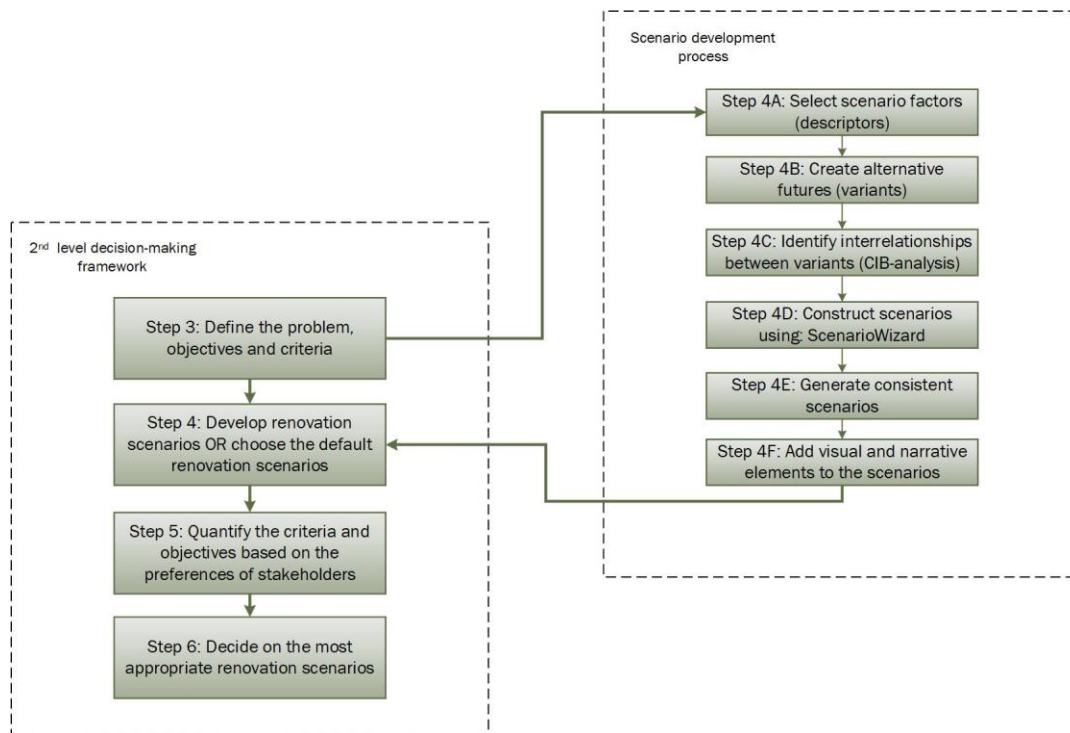 Scenario development
process
Step 4A: Select scenario factors
(descriptors)
Step 4B: Create alternative
futures (variants)
Step 4C: Identify interrelationships
between variants (CIB-analysis)
Step 4D: Construct scenarios
using: ScenarioWizard
Step 4E: Generate consistent
scenarios
Step 4F: Add visual and narrative
elements to the scenarios
2nd level decision-making
framework
Step 3: Define the problem,
objectives and criteria
Step 4: Develop renovation
scenarios OR choose the default
renovation scenarios
Step 5: Quantify the criteria and
objectives based on the
preferences of stakeholders
Step 6: Decide on the most
appropriate renovation scenarios